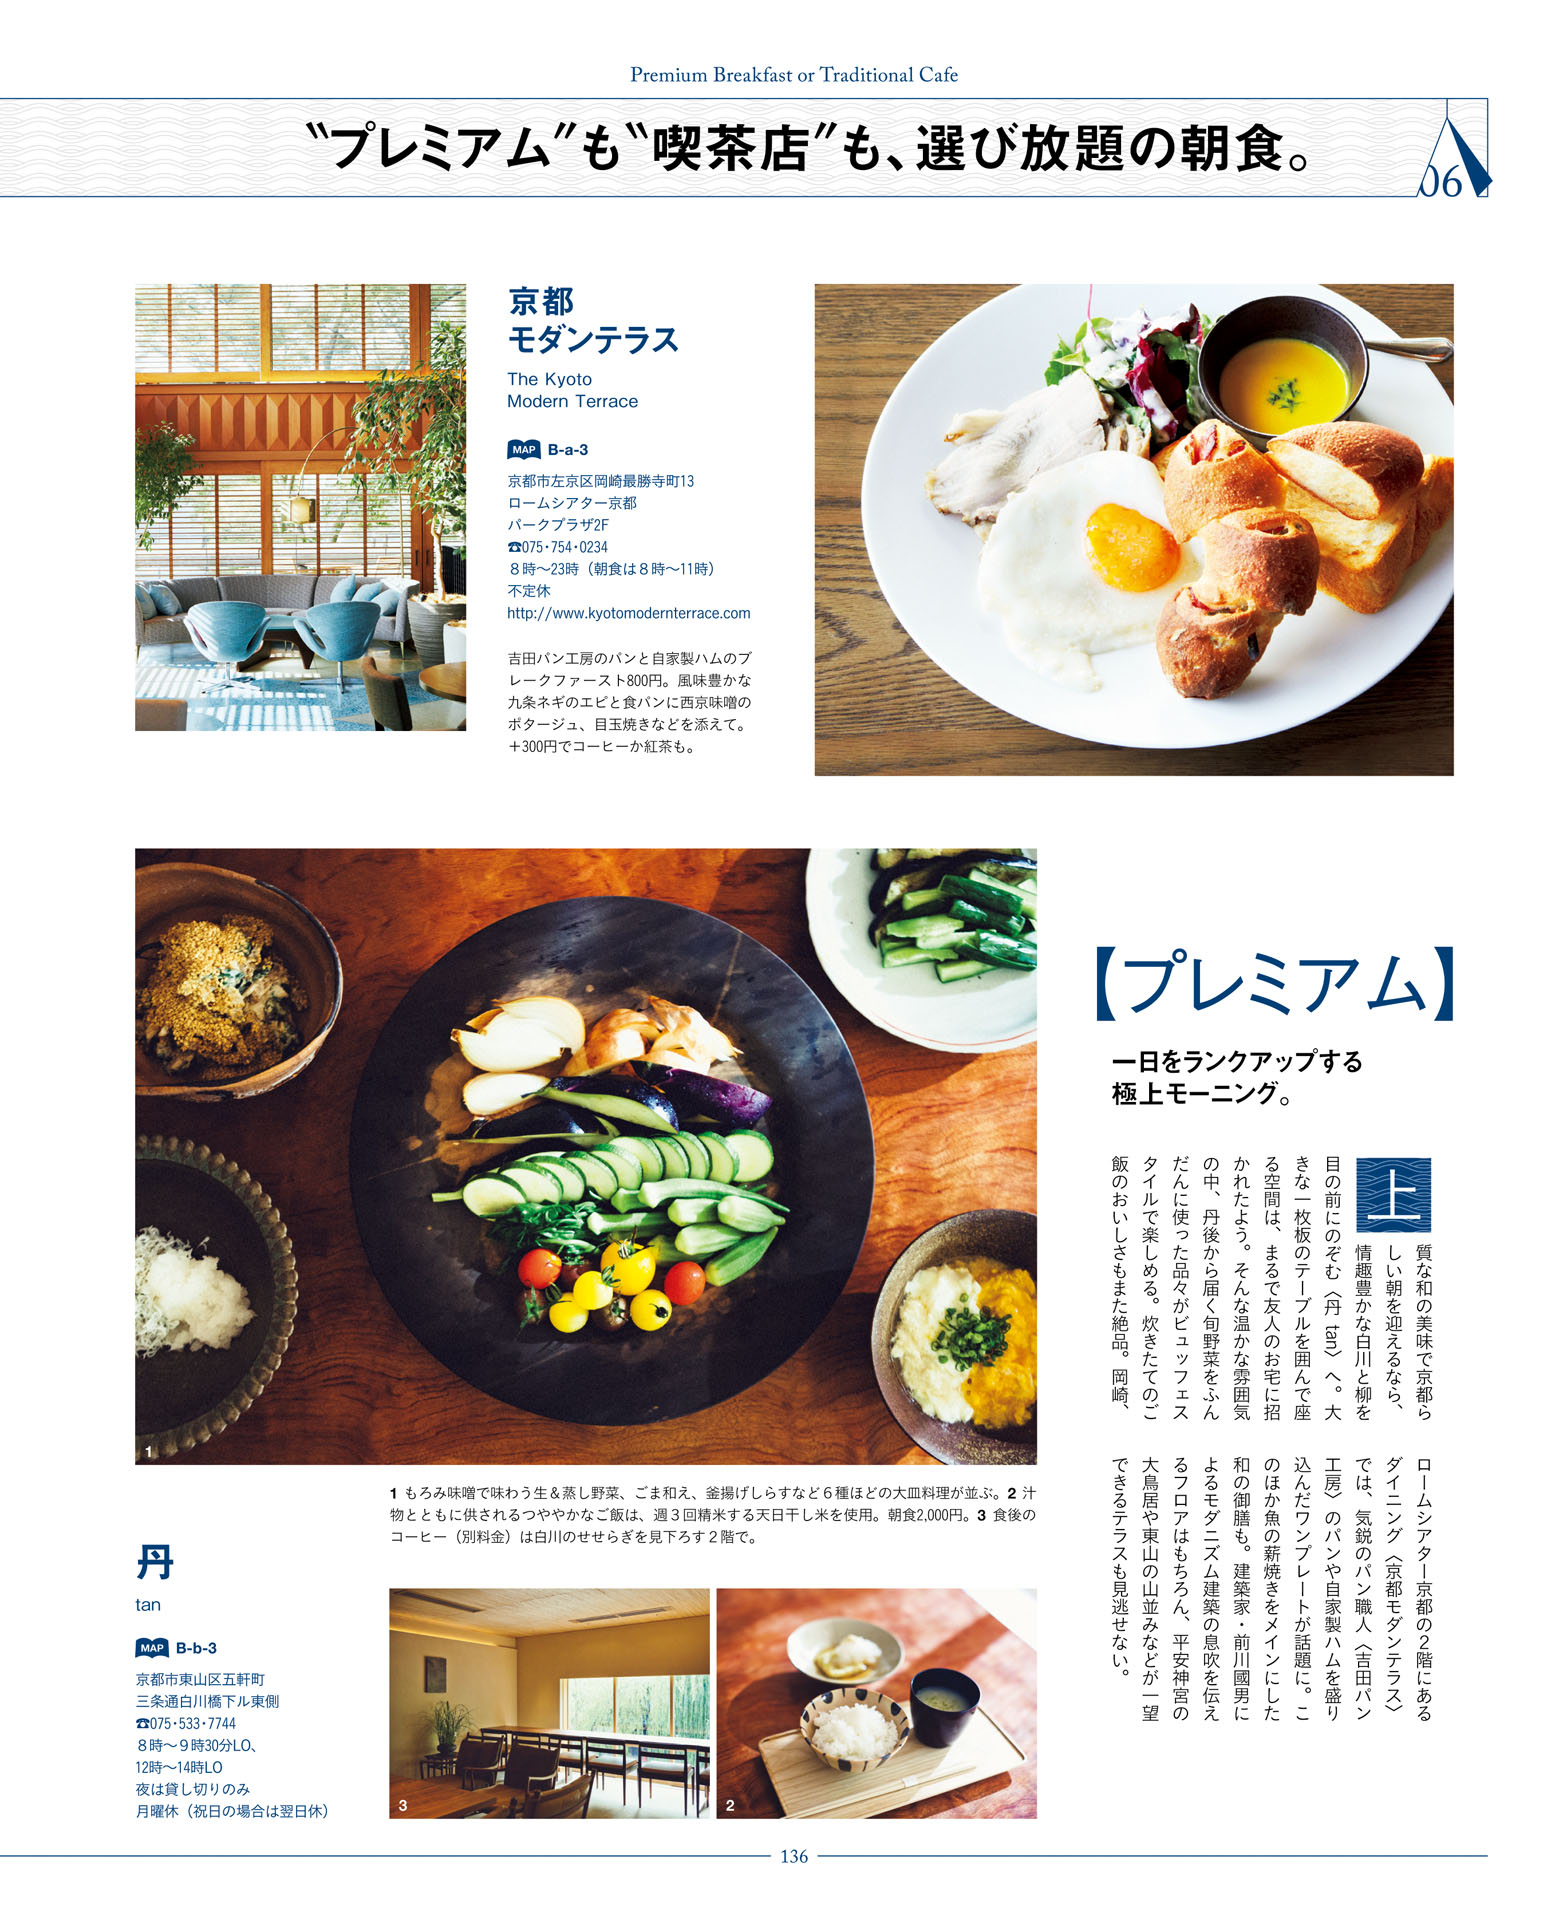 Premium Breakfast or Traditional Cafe
〝プレミアム〟も〝喫茶店〟も、選び放題の朝食。
06
京都
モダンテラス
The Kyoto
Modern Terrace
MAP B-a-3
京都市左京区岡崎最勝寺町13
ロームシアター京都
パークプラザ2F
☎075・754・0234
8時〜23時（朝食は8時〜11時）
不定休
http://www.kyotomodernterrace.com
吉田パン工房のパンと自家製ハムのブ
レークファースト800円。風味豊かな
九条ネギのエピと食パンに西京味噌の
ポタージュ、目玉焼きなどを添えて。
＋300円でコーヒーか紅茶も。
【プレミアム】
一日をランクアップする
極上モーニング。
上
質な和の美味で京都ら
しい朝を迎えるなら、
情趣豊かな白川と柳を
目の前にのぞむ〈丹 tan〉へ。大
きな一枚板のテーブルを囲んで座
る空間は、まるで友人のお宅に招
かれたよう。そんな温かな雰囲気
の中、丹後から届く旬野菜をふん
だんに使った品々がビュッフェス
タイルで楽しめる。炊きたてのご
飯のおいしさもまた絶品。岡崎、
ロームシアター京都の2階にある
ダイニング〈京都モダンテラス〉
では、気鋭のパン職人〈吉田パン
工房〉のパンや自家製ハムを盛り
込んだワンプレートが話題に。こ
のほか魚の薪焼きをメインにした
和の御膳も。建築家・前川國男に
よるモダニズム建築の息吹を伝え
るフロアはもちろん、平安神宮の
大鳥居や東山の山並みなどが一望
できるテラスも見逃せない。
1
1 もろみ味噌で味わう生＆蒸し野菜、ごま和え、釜揚げしらすなど6種ほどの大皿料理が並ぶ。2 汁
物とともに供されるつややかなご飯は、週3回精米する天日干し米を使用。朝食2,000円。3 食後の
コーヒー（別料金）は白川のせせらぎを見下ろす2階で。
丹
tan
MAP B-b-3
京都市東山区五軒町
三条通白川橋下ル東側
☎075・533・7744
8時〜9時30分LO、
12時〜14時LO
夜は貸し切りのみ
月曜休（祝日の場合は翌日休）
3
2
136